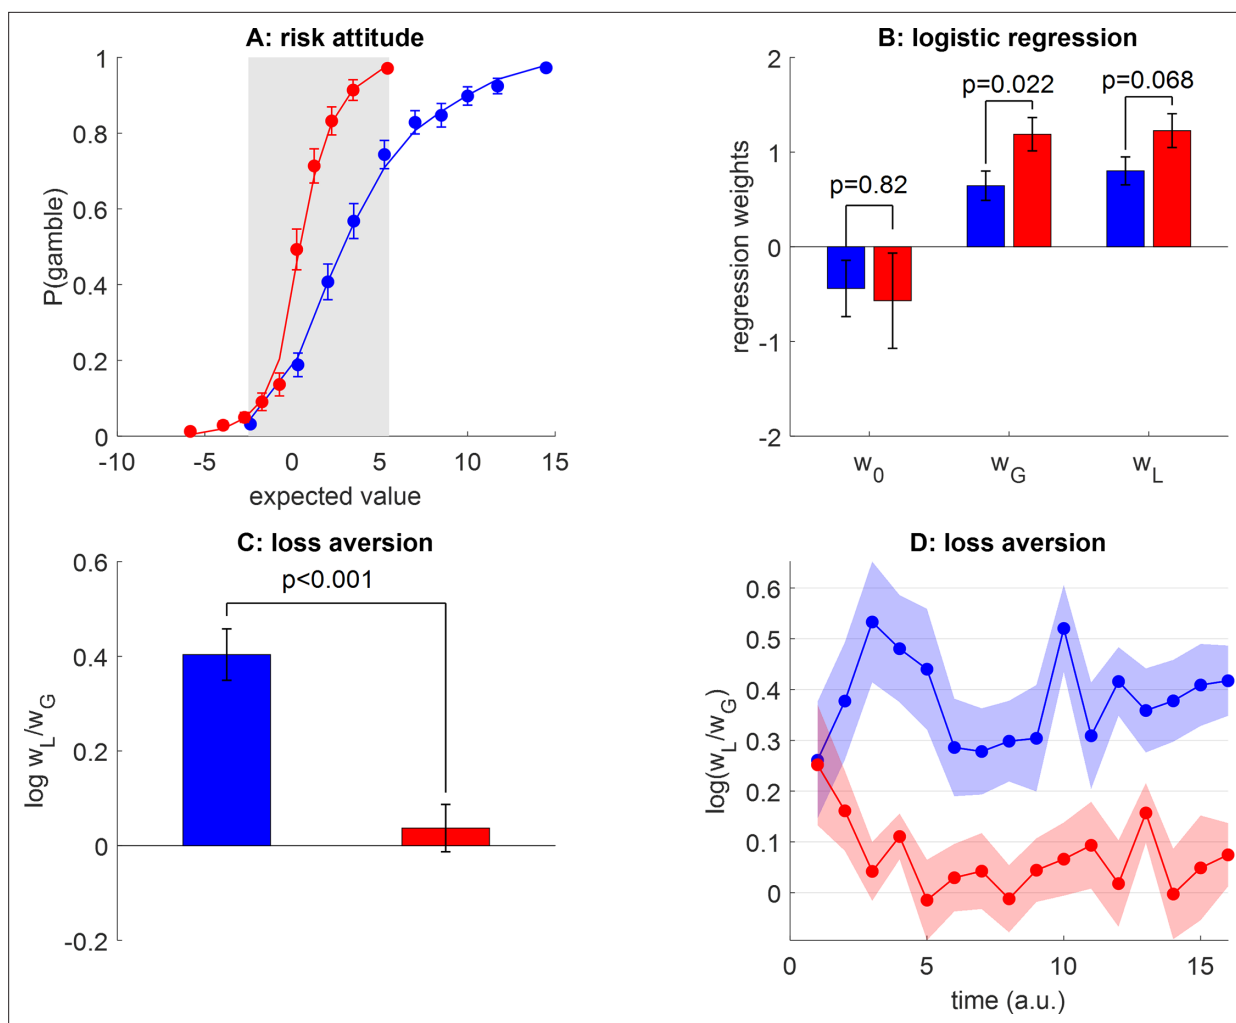 A: risk attitude
1
0.8
0.6
0.4
0.2
0
P(gamble)
-10
-5
0
5
10
15
expected value
B: logistic regression
2
1
0
-1
-2
regression weights
p=0.82
p=0.022
p=0.068
w0
wG
wL
C: loss aversion
0.6
0.4
0.2
0
-0.2
log wL/wG
p<0.001
D: loss aversion
0.6
0.5
0.4
0.3
0.2
0.1
0
log(wL/wG)
0
5
10
15
time (a.u.)